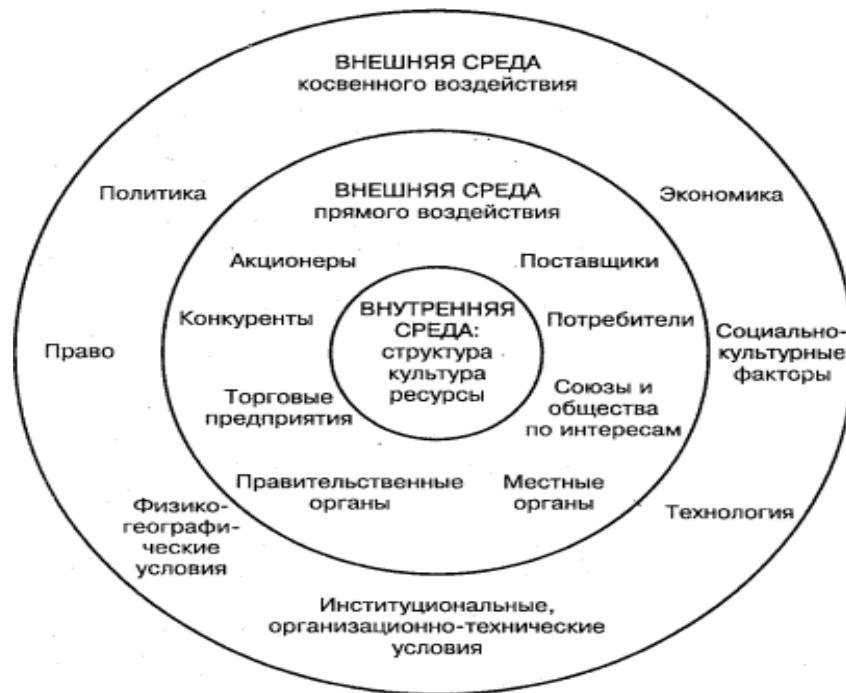 ВНЕШНЯЯ СРЕДА
косвенного воздействия
Политика
ВНЕШНЯЯ СРЕДА
прямого воздействия
Экономика
Акционеры
Поставщики
Конкуренты
ВНУТРЕННЯЯ
СРЕДА:
структура
культура
ресурсы
Потребители
Право
Социально-
культурные
факторы
Торговые
предприятия
Союзы и
общества
по интересам
Правительственные
органы
Местные
органы
Физико-
географи-
ческие
условия
Технология
Институциональные,
организационно-технические
условия